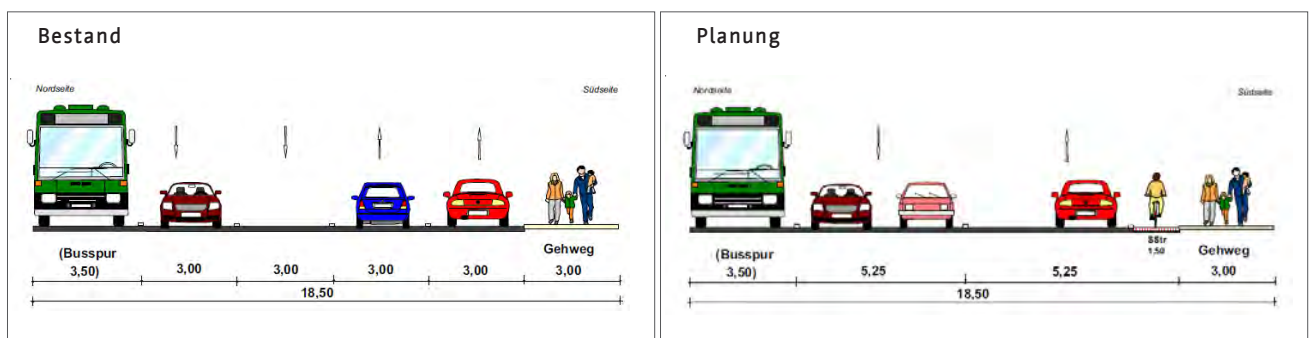 Bestand
Nordseite
Südseite
(Busspur
3,50)
3,00
3,00
3,00
3,00
Gehweg
3,00
18,50
Planung
Nordseite
Südseite
(Busspur
3,50)
5,25
5,25
SStr
1,50
Gehweg
3,00
18,50